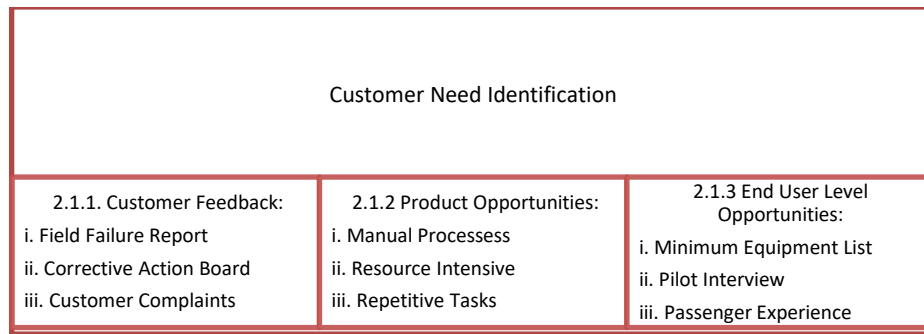 Customer Need Identification
2.1.1. Customer Feedback:
i. Field Failure Report
ii. Corrective Action Board
iii. Customer Complaints
2.1.2 Product Opportunities:
i. Manual Processess
ii. Resource Intensive
iii. Repetitive Tasks
2.1.3 End User Level
Opportunities:
i. Minimum Equipment List
ii. Pilot Interview
iii. Passenger Experience